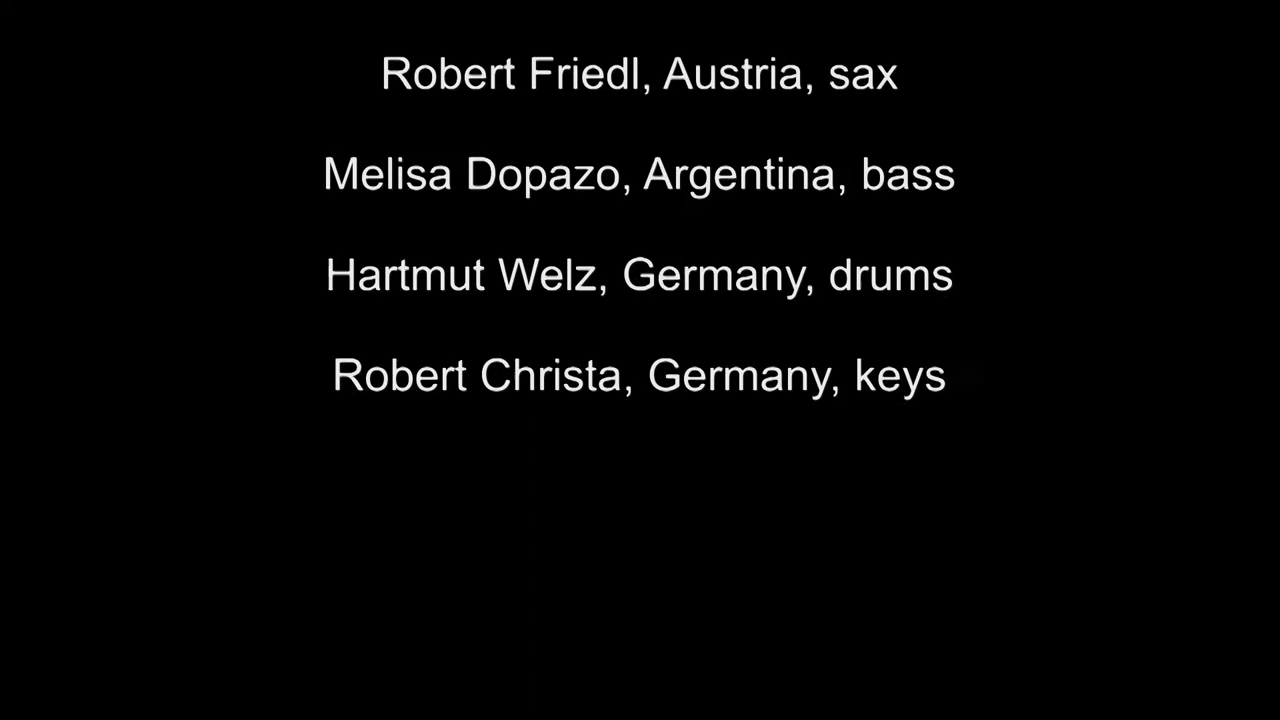 Robert Friedl, Austria, sax
Melisa Dopazo, Argentina, bass
Hartmut Welz, Germany, drums
Robert Christa, Germany, keys